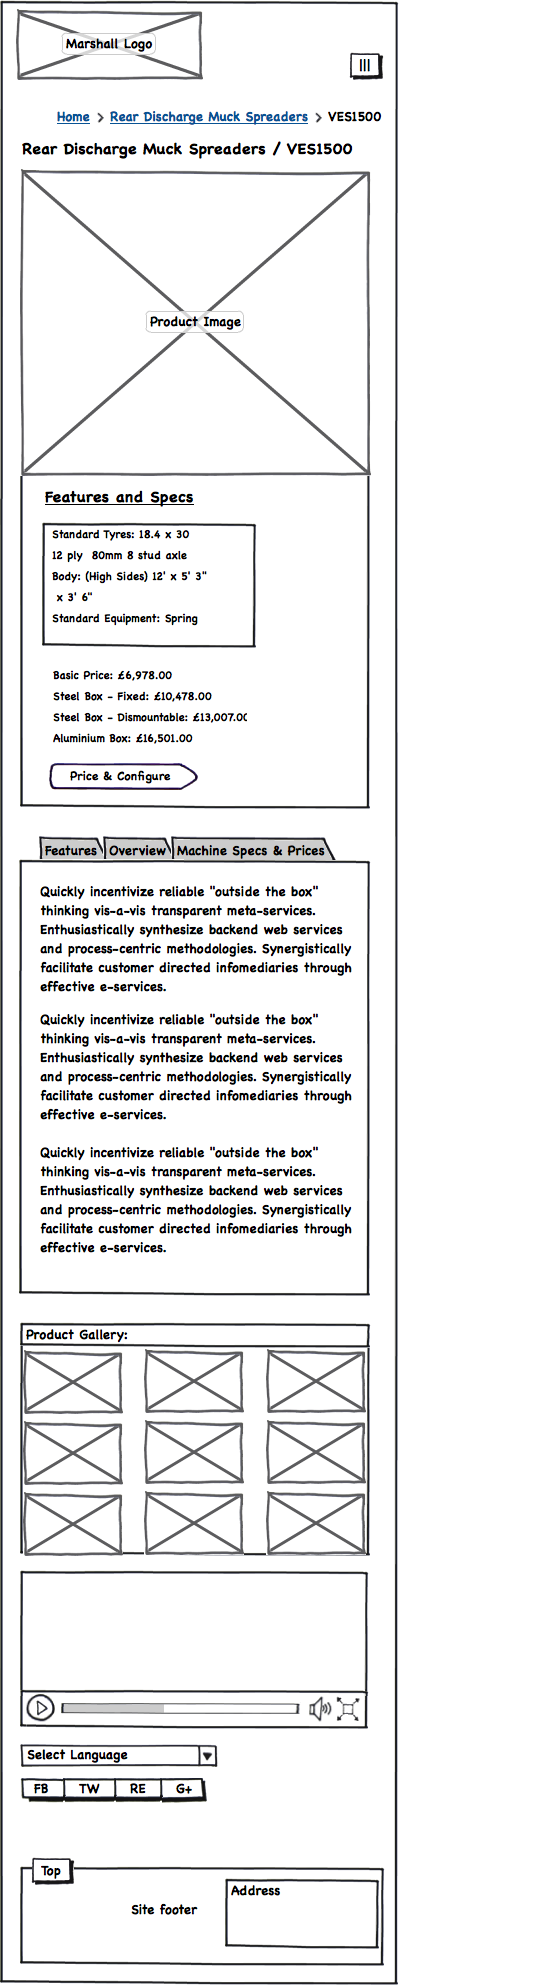 Marshall Logo
|||
Home > Rear Discharge Muck Spreaders > VES1500
Rear Discharge Muck Spreaders / VES1500
Product Image
Features and Specs
Standard Tyres: 18.4 x 30
12 ply 80mm 8 stud axle
Body: (High Sides) 12' x 5' 3"
x 3' 6"
Standard Equipment: Spring
Basic Price: £6,978.00
Steel Box - Fixed: £10,478.00
Steel Box - Dismountable: £13,007.0
Aluminium Box: £16,501.00
Price & Configure
Features Overview Machine Specs & Prices
Quickly incentivize reliable "outside the box"
thinking vis-a-vis transparent meta-services.
Enthusiastically synthesize backend web services
and process-centric methodologies. Synergistically
facilitate customer directed infomediaries through
effective e-services.
Quickly incentivize reliable "outside the box"
thinking vis-a-vis transparent meta-services.
Enthusiastically synthesize backend web services
and process-centric methodologies. Synergistically
facilitate customer directed infomediaries through
effective e-services.
Quickly incentivize reliable "outside the box"
thinking vis-a-vis transparent meta-services.
Enthusiastically synthesize backend web services
and process-centric methodologies. Synergistically
facilitate customer directed infomediaries through
effective e-services.
Product Gallery:
Select Language
FB TW RE G+
Top
Address
Site footer